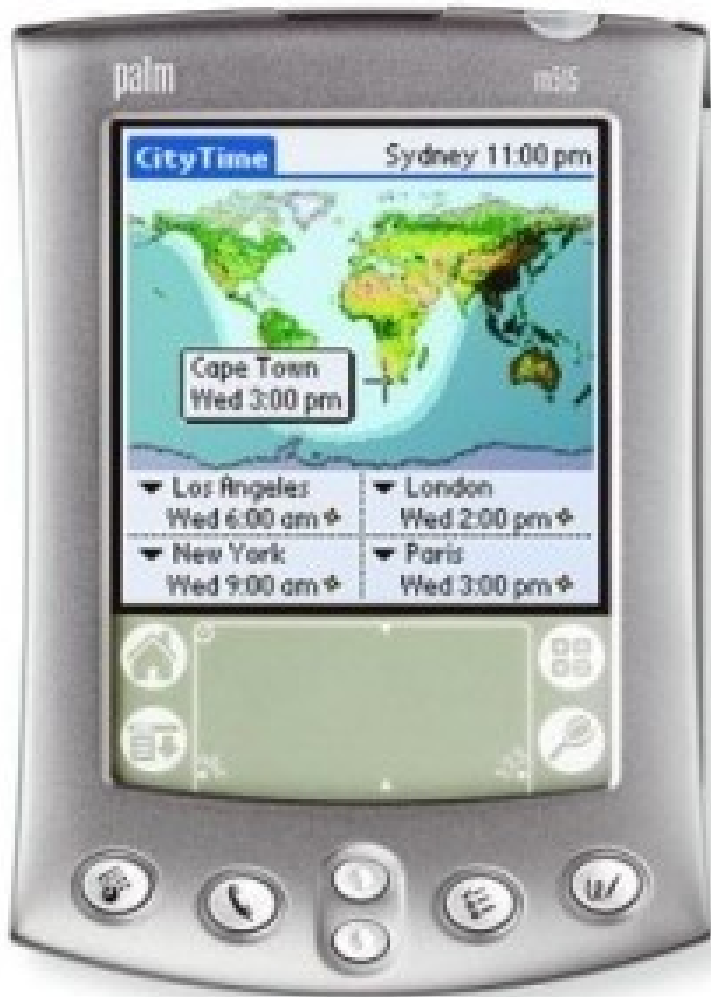 palm
m515
CityTime
Sydney 11:00 pm
Cape Town
Wed 3:00 pm
Los Angeles
Wed 6:00 am
London
Wed 2:00 pm
New York
Wed 9:00 am
Paris
Wed 3:00 pm